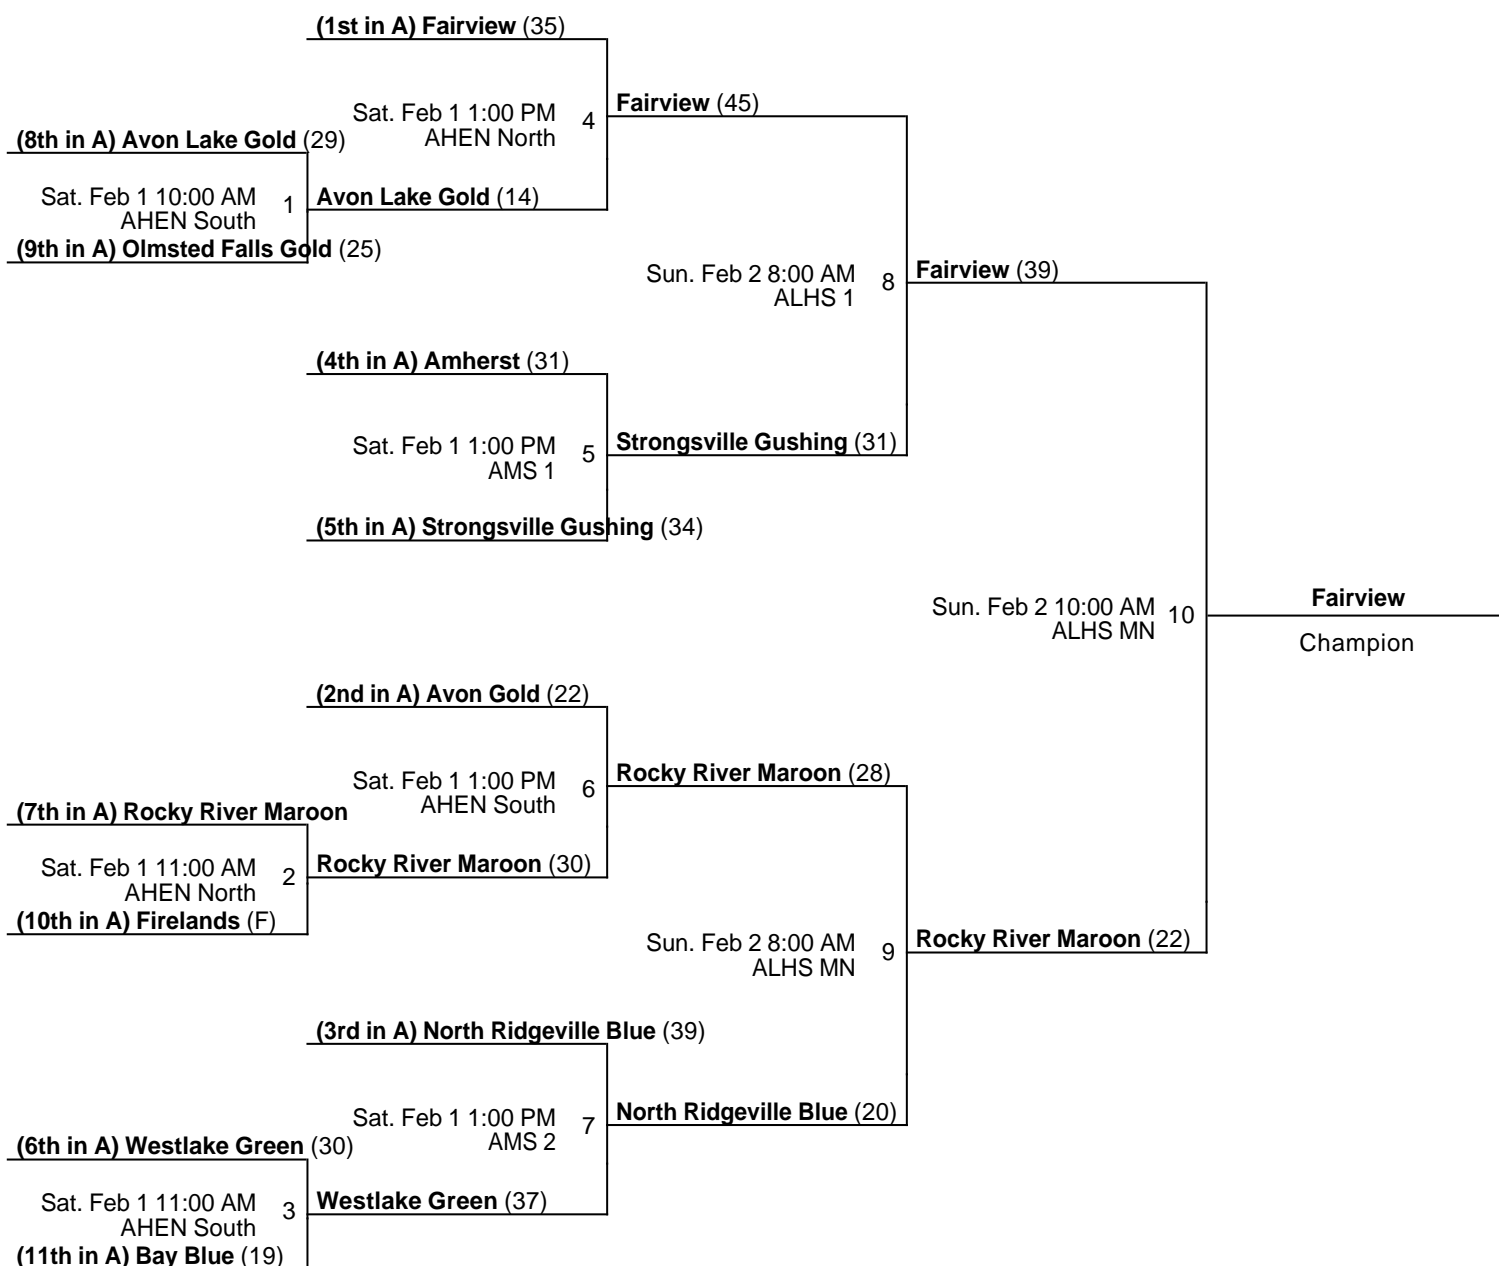 (1st in A) Fairview (35)
Sat. Feb 1 1:00 PM
AHEN North
4
Fairview (45)
(8th in A) Avon Lake Gold (29)
Sat. Feb 1 10:00 AM
AHEN South
1
Avon Lake Gold (14)
(9th in A) Olmsted Falls Gold (25)
Sun. Feb 2 8:00 AM
ALHS 1
8
Fairview (39)
(4th in A) Amherst (31)
Sat. Feb 1 1:00 PM
AMS 1
5
Strongsville Gushing (31)
(5th in A) Strongsville Gushing (34)
Sun. Feb 2 10:00 AM
ALHS MN
10
Fairview
Champion
(2nd in A) Avon Gold (22)
Sat. Feb 1 1:00 PM
AHEN South
6
Rocky River Maroon (28)
(7th in A) Rocky River Maroon
Sat. Feb 1 11:00 AM
AHEN North
2
Rocky River Maroon (30)
(10th in A) Firelands (F)
Sun. Feb 2 8:00 AM
ALHS MN
9
Rocky River Maroon (22)
(3rd in A) North Ridgeville Blue (39)
Sat. Feb 1 1:00 PM
AMS 2
7
North Ridgeville Blue (20)
(6th in A) Westlake Green (30)
Sat. Feb 1 11:00 AM
AHEN South
3
Westlake Green (37)
(11th in A) Bay Blue (19)